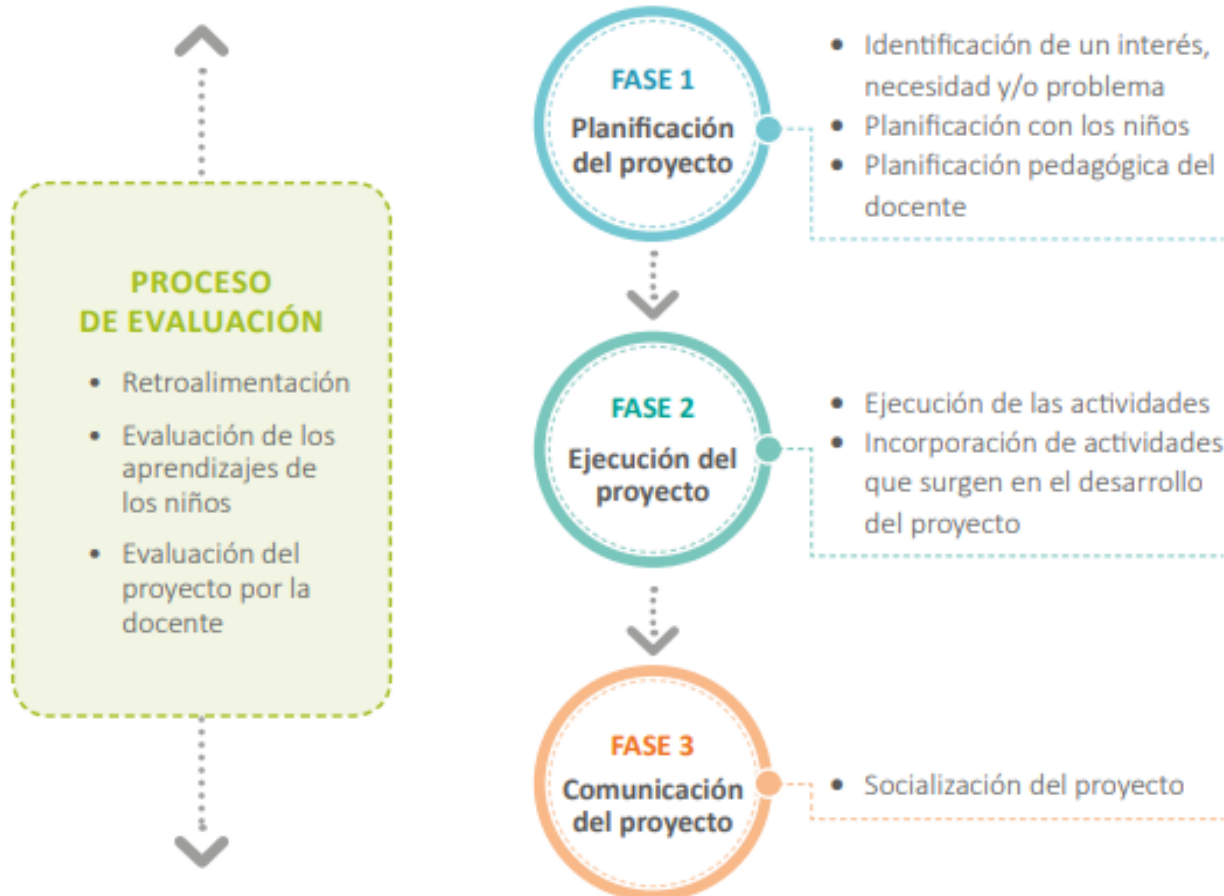 PROCESO
DE EVALUACIÓN
• Retroalimentación
• Evaluación de los
aprendizajes de
los niños
• Evaluación del
proyecto por la
docente
FASE 1
Planificación
del proyecto
• Identificación de un interés,
necesidad y/o problema
• Planificación con los niños
• Planificación pedagógica del
docente
FASE 2
Ejecución del
proyecto
• Ejecución de las actividades
• Incorporación de actividades
que surgen en el desarrollo
del proyecto
FASE 3
Comunicación
del proyecto
• Socialización del proyecto